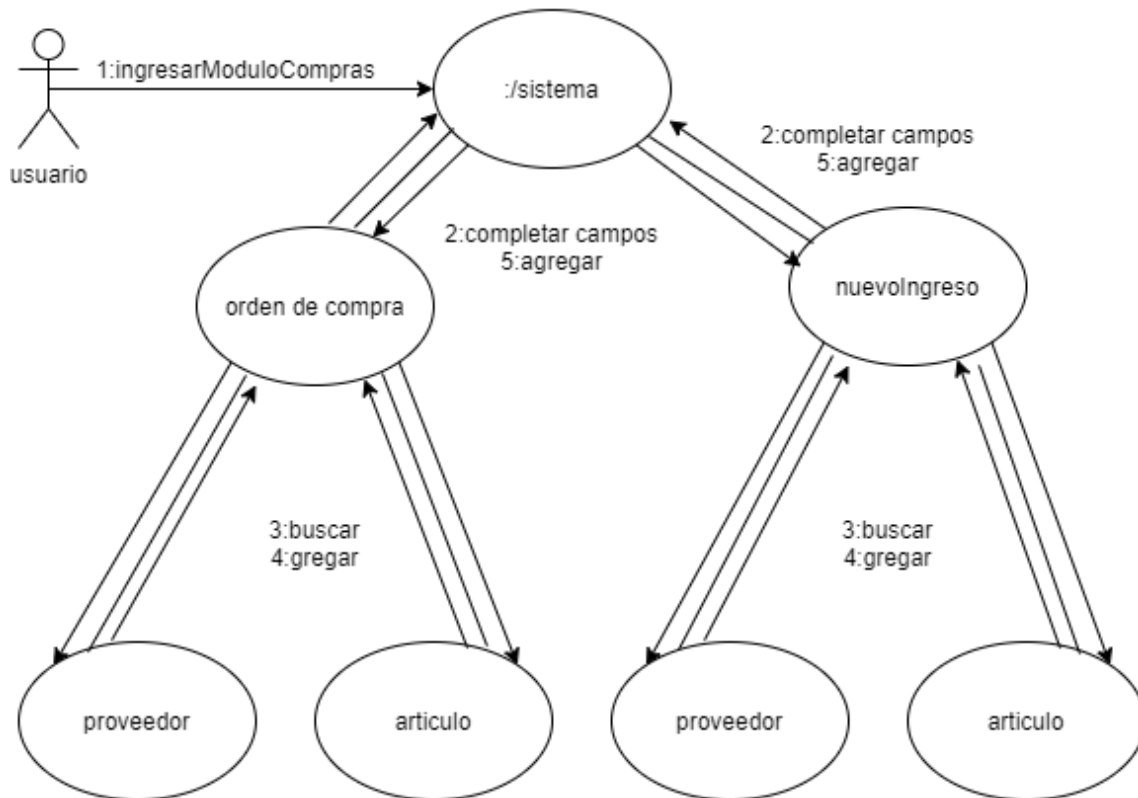 1:ingresarModuloCompras
:/sistema
usuario
2:completar campos
5:agregar
2:completar campos
5:agregar
orden de compra
nuevoIngreso
3:buscar
4:gregar
3:buscar
4:gregar
proveedor
articulo
proveedor
articulo